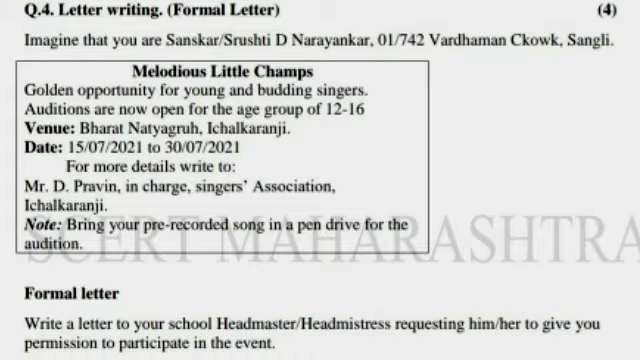 Q.4. Letter writing. (Formal Letter) (4)
Imagine that you are Sanskar/Srushti D Narayankar, 01/742 Vardhaman Ckowk, Sangli.
Melodious Little Champs
Golden opportunity for young and budding singers.
Auditions are now open for the age group of 12-16
Venue: Bharat Natyagruh, Ichalkaranji.
Date: 15/07/2021 to 30/07/2021
For more details write to:
Mr. D. Pravin, in charge, singers' Association,
Ichalkaranji.
Note: Bring your pre-recorded song in a pen drive for the
audition.
SCERT MAHARASHTRA
Formal letter
Write a letter to your school Headmaster/Headmistress requesting him/her to give you
permission to participate in the event.